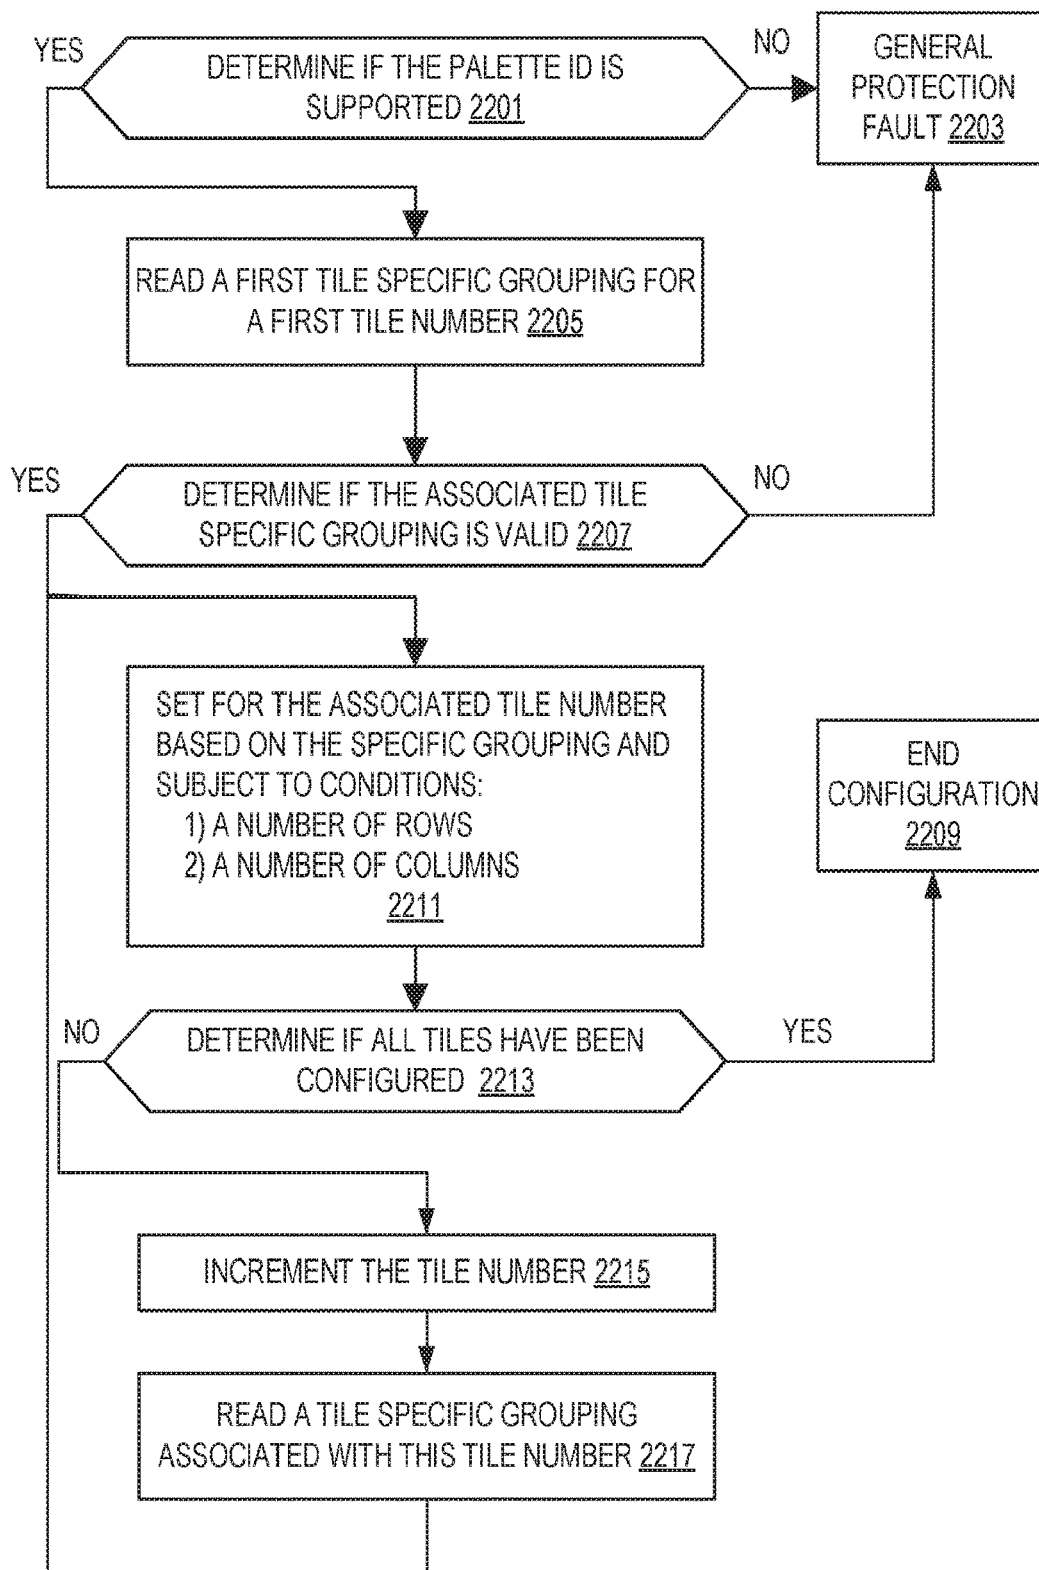 YES
DETERMINE IF THE PALETTE ID IS
SUPPORTED 2201
NO
GENERAL
PROTECTION
FAULT 2203
READ A FIRST TILE SPECIFIC GROUPING FOR
A FIRST TILE NUMBER 2205
YES
DETERMINE IF THE ASSOCIATED TILE
SPECIFIC GROUPING IS VALID 2207
NO
SET FOR THE ASSOCIATED TILE NUMBER
BASED ON THE SPECIFIC GROUPING AND
SUBJECT TO CONDITIONS:
1) A NUMBER OF ROWS
2) A NUMBER OF COLUMNS
2211
END
CONFIGURATION
2209
NO
DETERMINE IF ALL TILES HAVE BEEN
CONFIGURED 2213
YES
INCREMENT THE TILE NUMBER 2215
READ A TILE SPECIFIC GROUPING
ASSOCIATED WITH THIS TILE NUMBER 2217